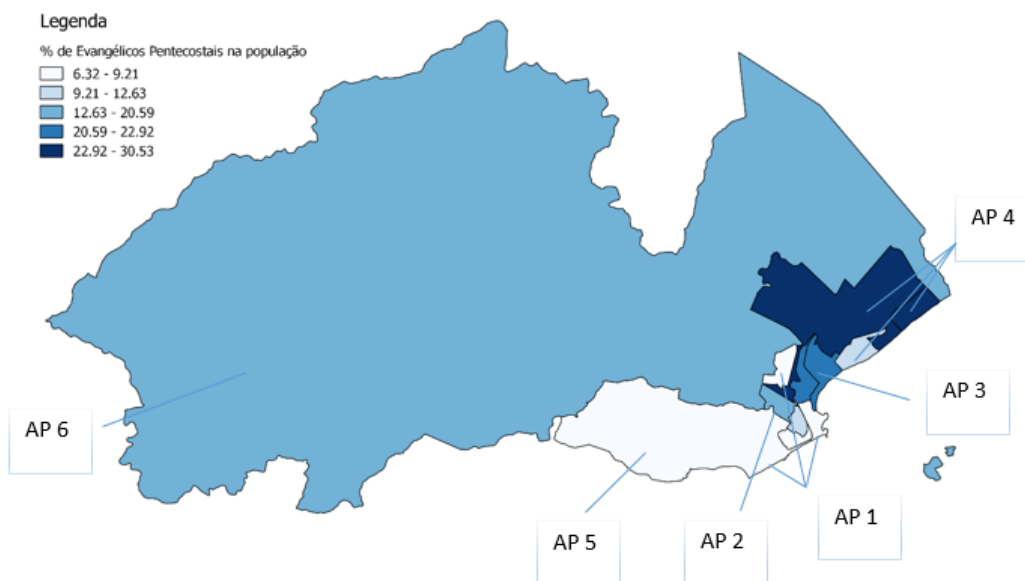 Legenda
% de Evangélicos Pentecostais na população
6.32 - 9.21
9.21 - 12.63
12.63 - 20.59
20.59 - 22.92
22.92 - 30.53
AP 4
AP 3
AP 6
AP 1
AP 5
AP 2